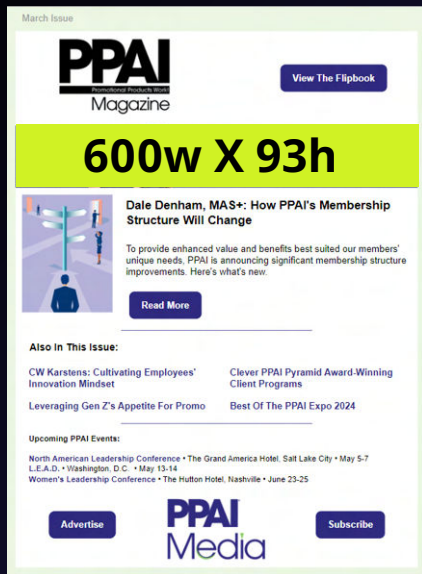 March Issue
PPAI
Promotional Products Work!
Magazine
View The Flipbook
600w X 93h
Dale Denham, MAS+: How PPAI's Membership
Structure Will Change
To provide enhanced value and benefits best suited our members'
unique needs, PPAI is announcing significant membership structure
improvements. Here's what's new.
Read More
Also In This Issue:
CW Karstens: Cultivating Employees'
Innovation Mindset
Clever PPAI Pyramid Award-Winning
Client Programs
Leveraging Gen Z's Appetite For Promo
Best Of The PPAI Expo 2024
Upcoming PPAI Events:
North American Leadership Conference • The Grand America Hotel, Salt Lake City • May 5-7
L.E.A.D. • Washington, D.C. • May 13-14
Women's Leadership Conference • The Hutton Hotel, Nashville • June 23-25
Advertise
PPAI
Media
Subscribe